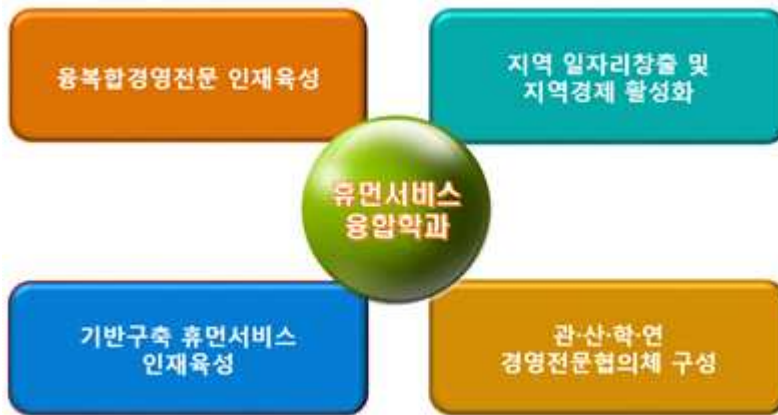 융복합경영전문 인재육성
지역 일자리창출 및
지역경제 활성화
휴먼서비스
융합학과
기반구축 휴먼서비스
인재육성
관·산·학·연
경영전문협의체 구성